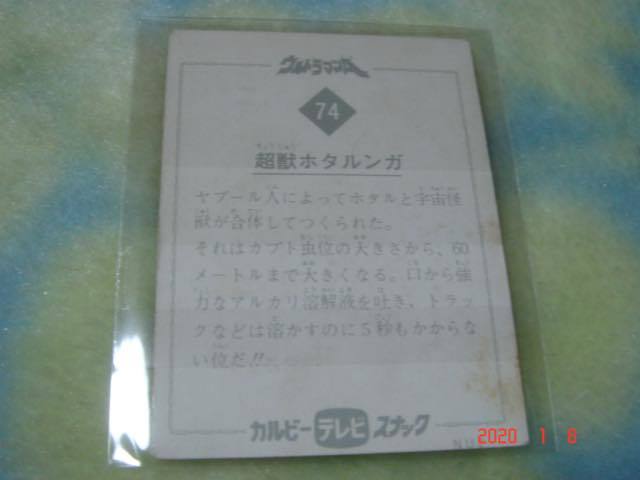 ウルトラマンA
74
超獣ホタルンガ
ヤプール人によってホタルと宇宙怪
獣が合体してつくられた。
それはカブト虫位の大きさから、60
メートルまで大きくなる。口から強
力なアルカリ溶解液を吐き、トラッ
クなどは溶かすのに5秒もかからな
い位だ!!
カルビー テレビ スナック
N
2020 1 8